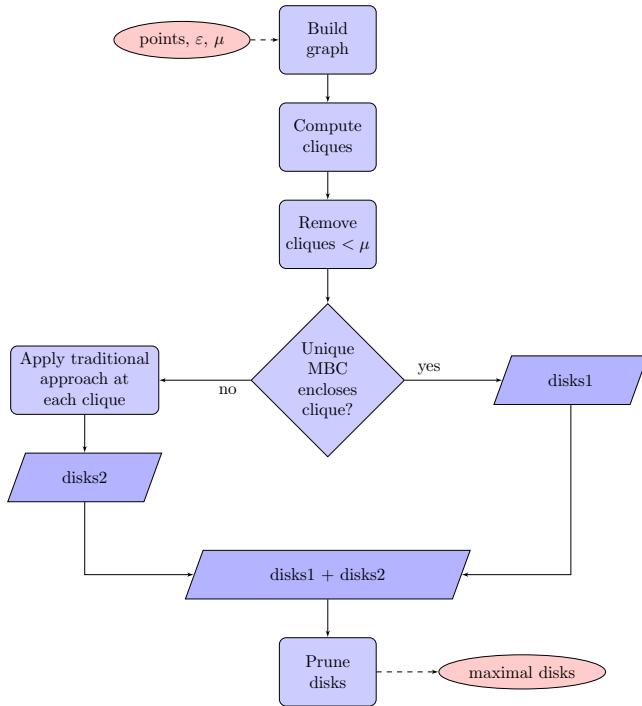 points, ε, μ
Build
graph
Compute
cliques
Remove
cliques < μ
Unique
MBC
encloses
clique?
no
yes
Apply traditional
approach at
each clique
disks1
disks2
disks1 + disks2
Prune
disks
maximal disks